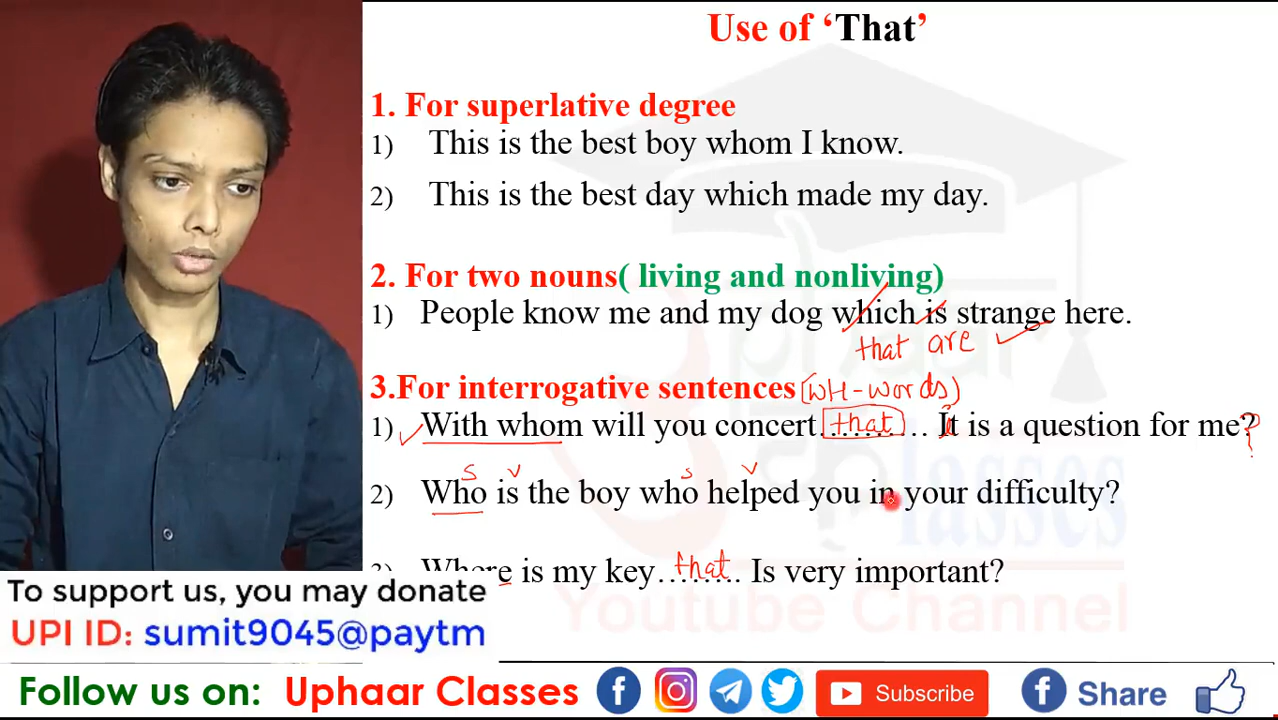 Use of ‘That’
1. For superlative degree
1) This is the best boy whom I know.
2) This is the best day which made my day.
2. For two nouns( living and nonliving)
1) People know me and my dog which is strange here.
that are
3.For interrogative sentences (WH-words)
1) With whom will you concert that It is a question for me?
S V S V
2) Who is the boy who helped you in your difficulty?
Where is my key…that…. Is very important?
Youtube Channel
To support us, you may donate
UPI ID: sumit9045@paytm
Follow us on: Uphaar Classes Subscribe Share